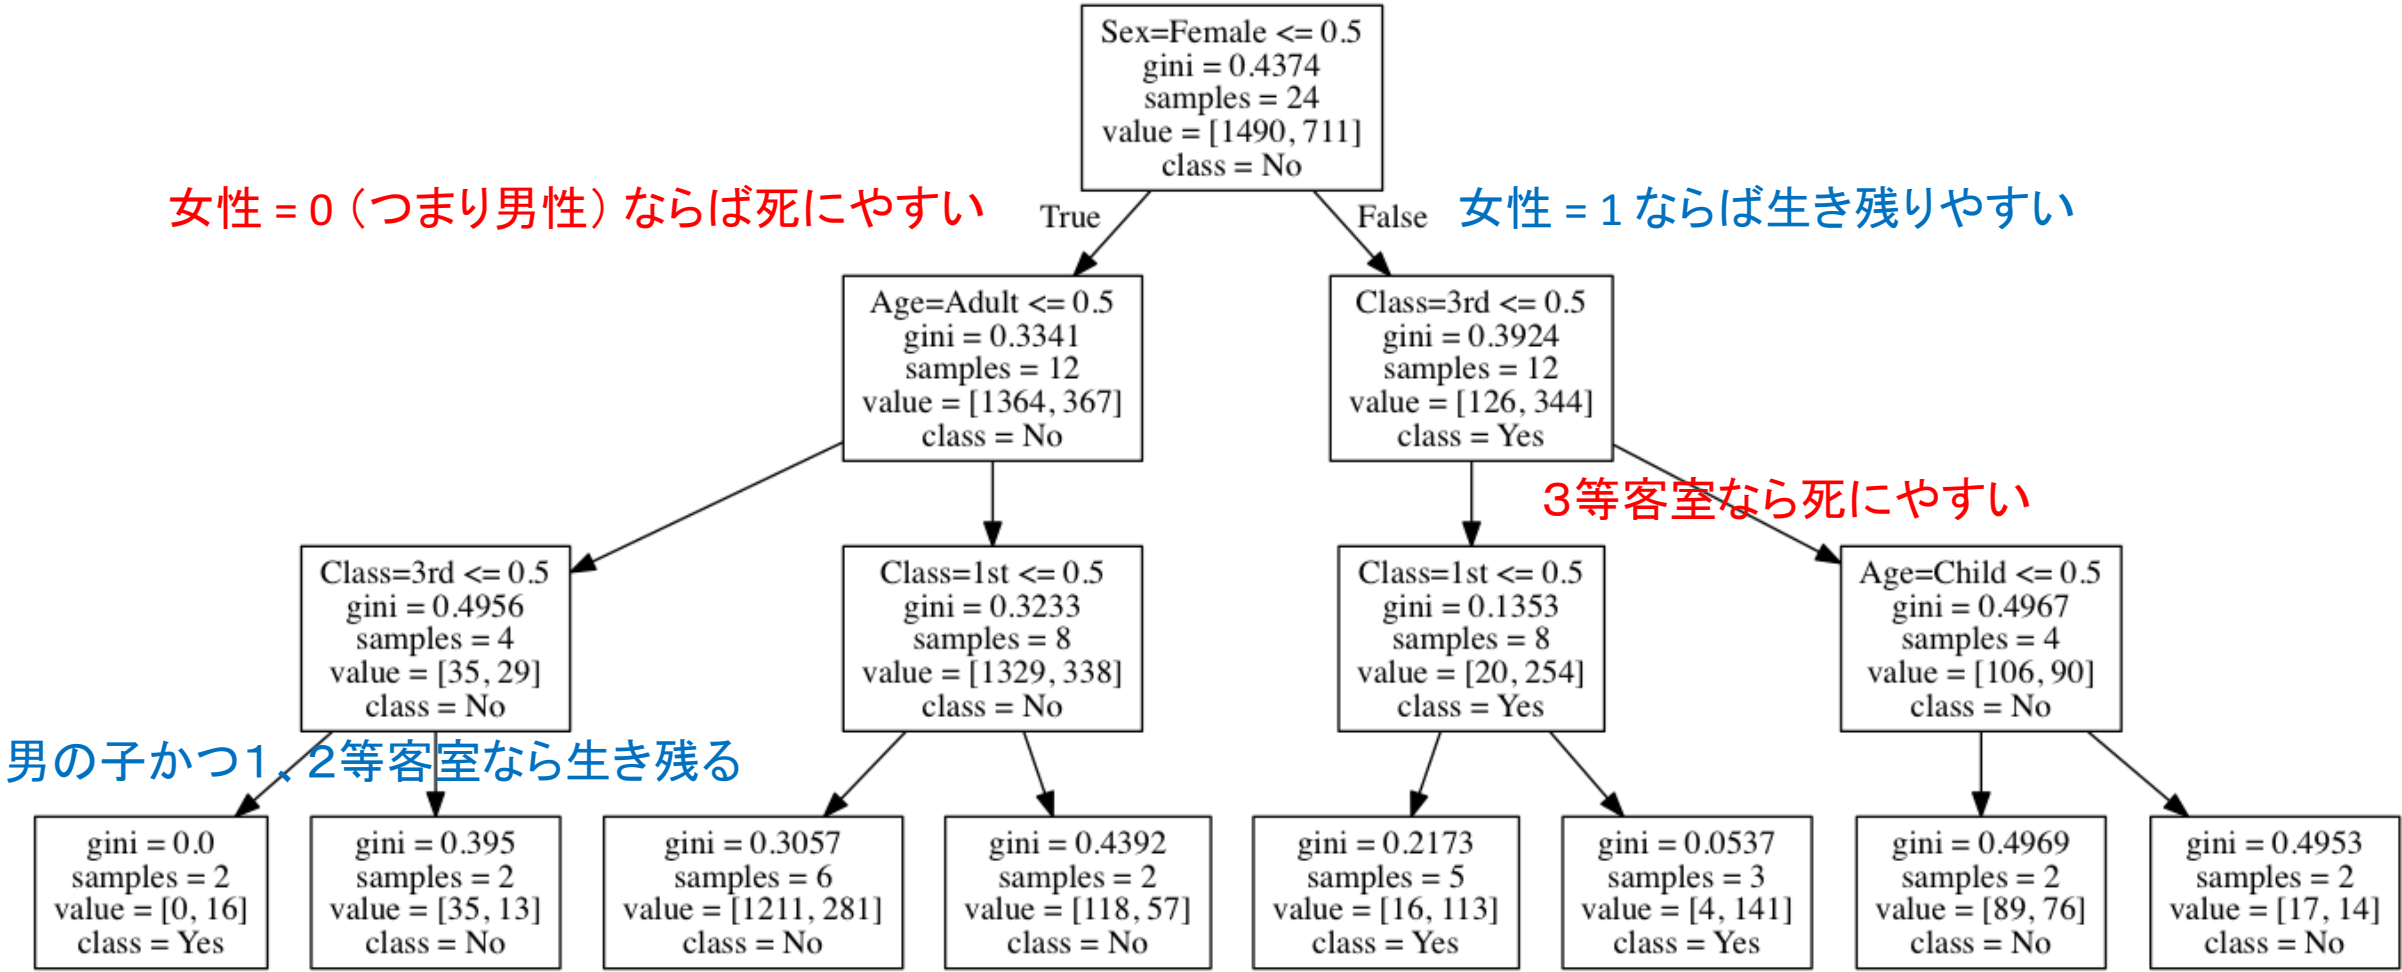 Sex=Female <= 0.5
gini = 0.4374
samples = 24
value = [1490, 711]
class = No
女性 = 0（つまり男性）ならば死にやすい
True
False
女性 = 1 ならば生き残りやすい
Age=Adult <= 0.5
gini = 0.3341
samples = 12
value = [1364, 367]
class = No
Class=3rd <= 0.5
gini = 0.3924
samples = 12
value = [126, 344]
class = Yes
３等客室なら死にやすい
Class=3rd <= 0.5
gini = 0.4956
samples = 4
value = [35, 29]
class = No
Class=1st <= 0.5
gini = 0.3233
samples = 8
value = [1329, 338]
class = No
Class=1st <= 0.5
gini = 0.1353
samples = 8
value = [20, 254]
class = Yes
Age=Child <= 0.5
gini = 0.4967
samples = 4
value = [106, 90]
class = No
男の子かつ１、２等客室なら生き残る
gini = 0.0
samples = 2
value = [0, 16]
class = Yes
gini = 0.395
samples = 2
value = [35, 13]
class = No
gini = 0.3057
samples = 6
value = [1211, 281]
class = No
gini = 0.4392
samples = 2
value = [118, 57]
class = No
gini = 0.2173
samples = 5
value = [16, 113]
class = Yes
gini = 0.0537
samples = 3
value = [4, 141]
class = Yes
gini = 0.4969
samples = 2
value = [89, 76]
class = No
gini = 0.4953
samples = 2
value = [17, 14]
class = No